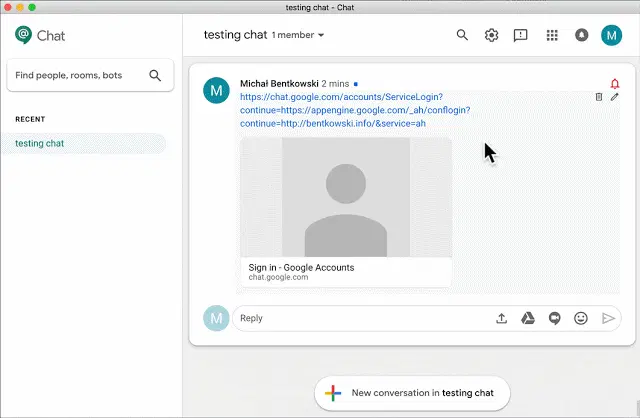 testing chat - Chat
Chat
testing chat 1 member
M
Find people, rooms, bots
RECENT
testing chat
M
Michał Bentkowski 2 mins
https://chat.google.com/accounts/ServiceLogin?
continue=https://appengine.google.com/_ah/conflogin?
continue=http://bentkowski.info/&service=ah
Sign in - Google Accounts
chat.google.com
M
Reply
New conversation in testing chat